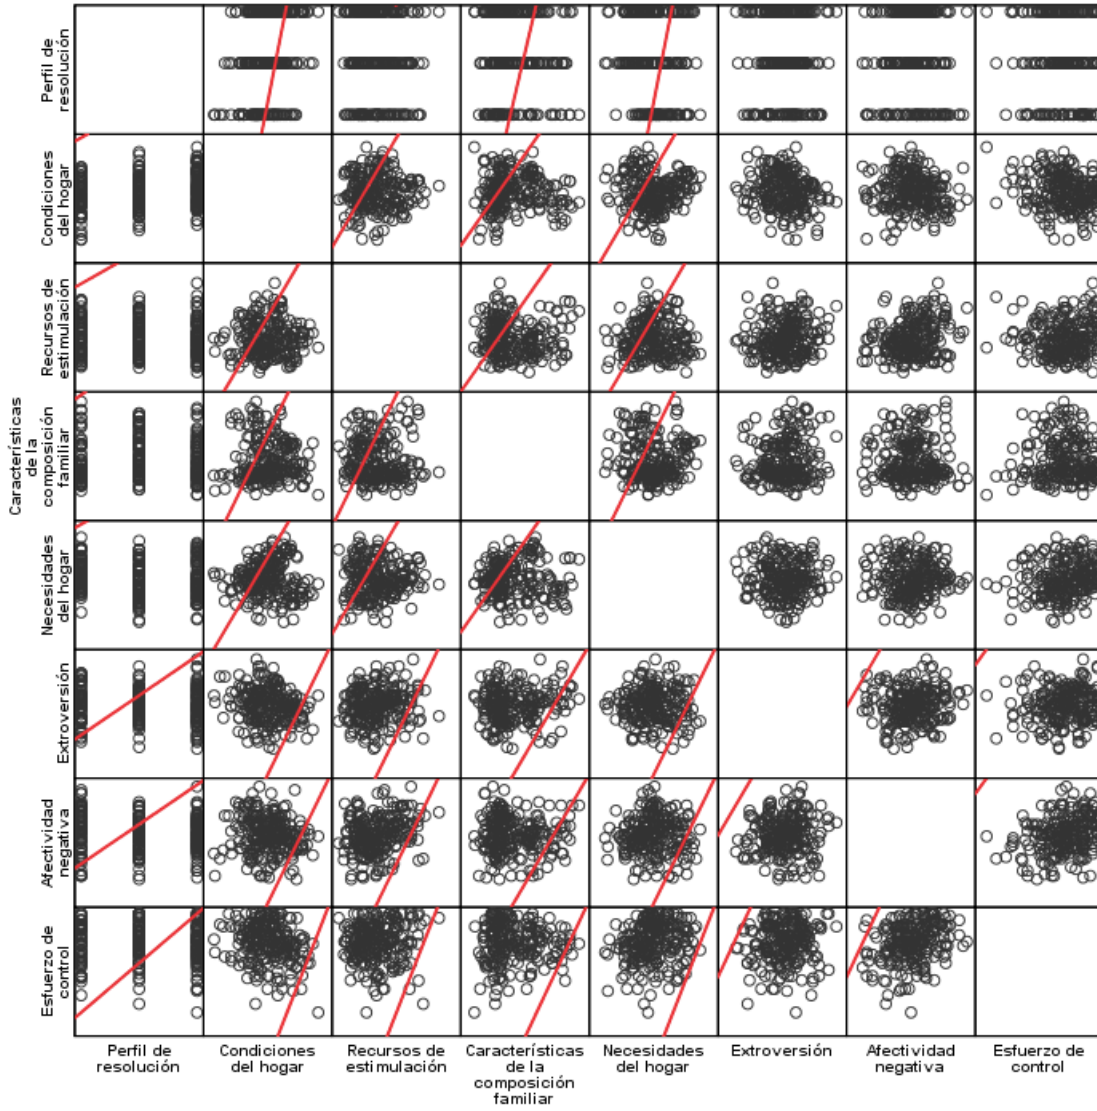 Perfil de
resolución
Condiciones
del hogar
Recursos de
estimulación
Características
de la
composición
familiar
Necesidades
del hogar
Extroversión
Afectividad
negativa
Esfuerzo de
control
Perfil de
resolución
Condiciones
del hogar
Recursos de
estimulación
Características
de la
composición
familiar
Necesidades
del hogar
Extroversión
Afectividad
negativa
Esfuerzo de
control